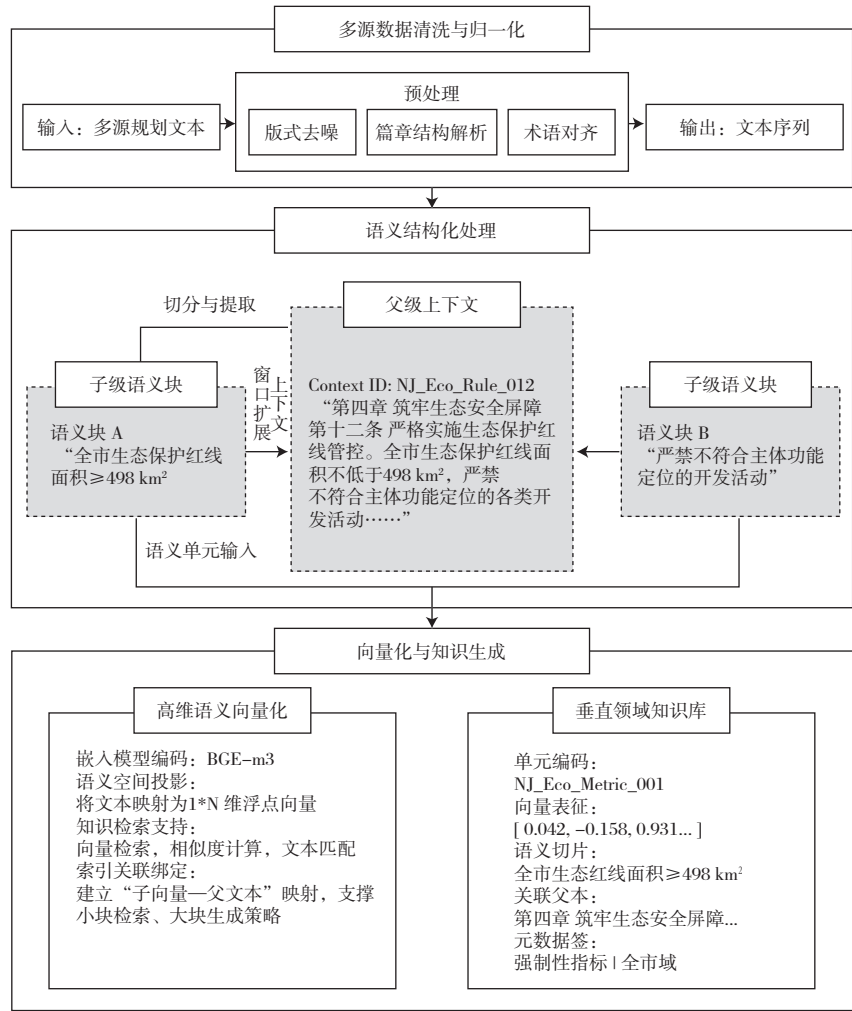 多源数据清洗与归一化
预处理
输入：多源规划文本
版式去噪
篇章结构解析
术语对齐
输出：文本序列
语义结构化处理
切分与提取
父级上下文
子级语义块
语义块 A
“全市生态保护红线
面积≥498 km²
上下文
窗口扩展
Context ID: NJ_Eco_Rule_012
“第四章 筑牢生态安全屏障
第十二条 严格实施生态保护红
线管控。全市生态保护红线面
积不低于498 km²，严禁
不符合主体功能定位的各类开
发活动……”
子级语义块
语义块 B
“严禁不符合主体功能
定位的开发活动”
语义单元输入
向量化与知识生成
高维语义向量化
嵌入模型编码：BGE-m3
语义空间投影：
将文本映射为1*N 维浮点向量
知识检索支持：
向量检索，相似度计算，文本匹配
索引关联绑定：
建立“子向量—父文本”映射，支撑
小块检索、大块生成策略
垂直领域知识库
单元编码：
NJ_Eco_Metric_001
向量表征：
[ 0.042, -0.158, 0.931... ]
语义切片：
全市生态红线面积≥498 km²
关联父本：
第四章 筑牢生态安全屏障...
元数据签：
强制性指标 | 全市域